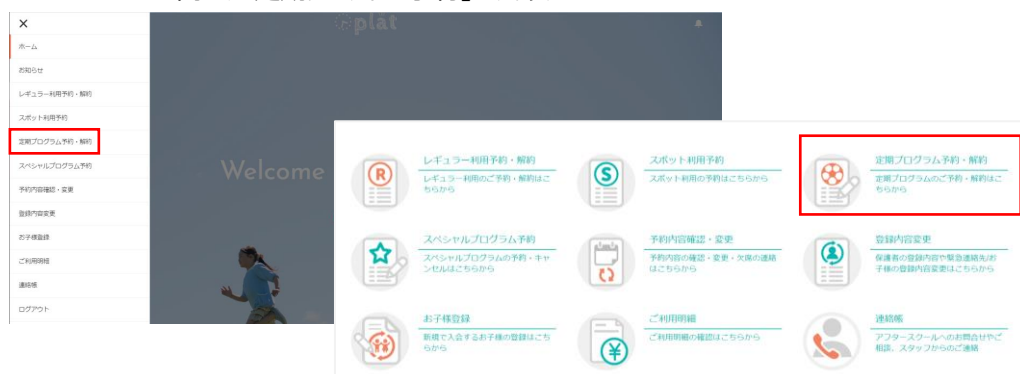 ×
plat
ホーム
お知らせ
レギュラー利用予約・解約
スポット利用予約
定期プログラム予約・解約
スペシャルプログラム予約
予約内容確認・変更
登録内容変更
お子様登録
ご利用明細
連絡帳
ログアウト
Welcome
レギュラー利用予約・解約
レギュラー利用のご予約・解約はこ
ちらから
スポット利用予約
スポット利用の予約はこちらから
定期プログラム予約・解約
定期プログラムのご予約・解約はこ
ちらから
スペシャルプログラム予約
スペシャルプログラムの予約・キャ
ンセルはこちらから
予約内容確認・変更
予約内容の確認・変更・欠席の連絡
はこちらから
登録内容変更
保護者の登録内容や緊急連絡先/お
子様の登録内容変更はこちらから
お子様登録
新規で入会するお子様の登録はこち
らから
ご利用明細
ご利用明細の確認はこちらから
連絡帳
アフタースクールへのお問合せやご
相談、スタッフからのご連絡